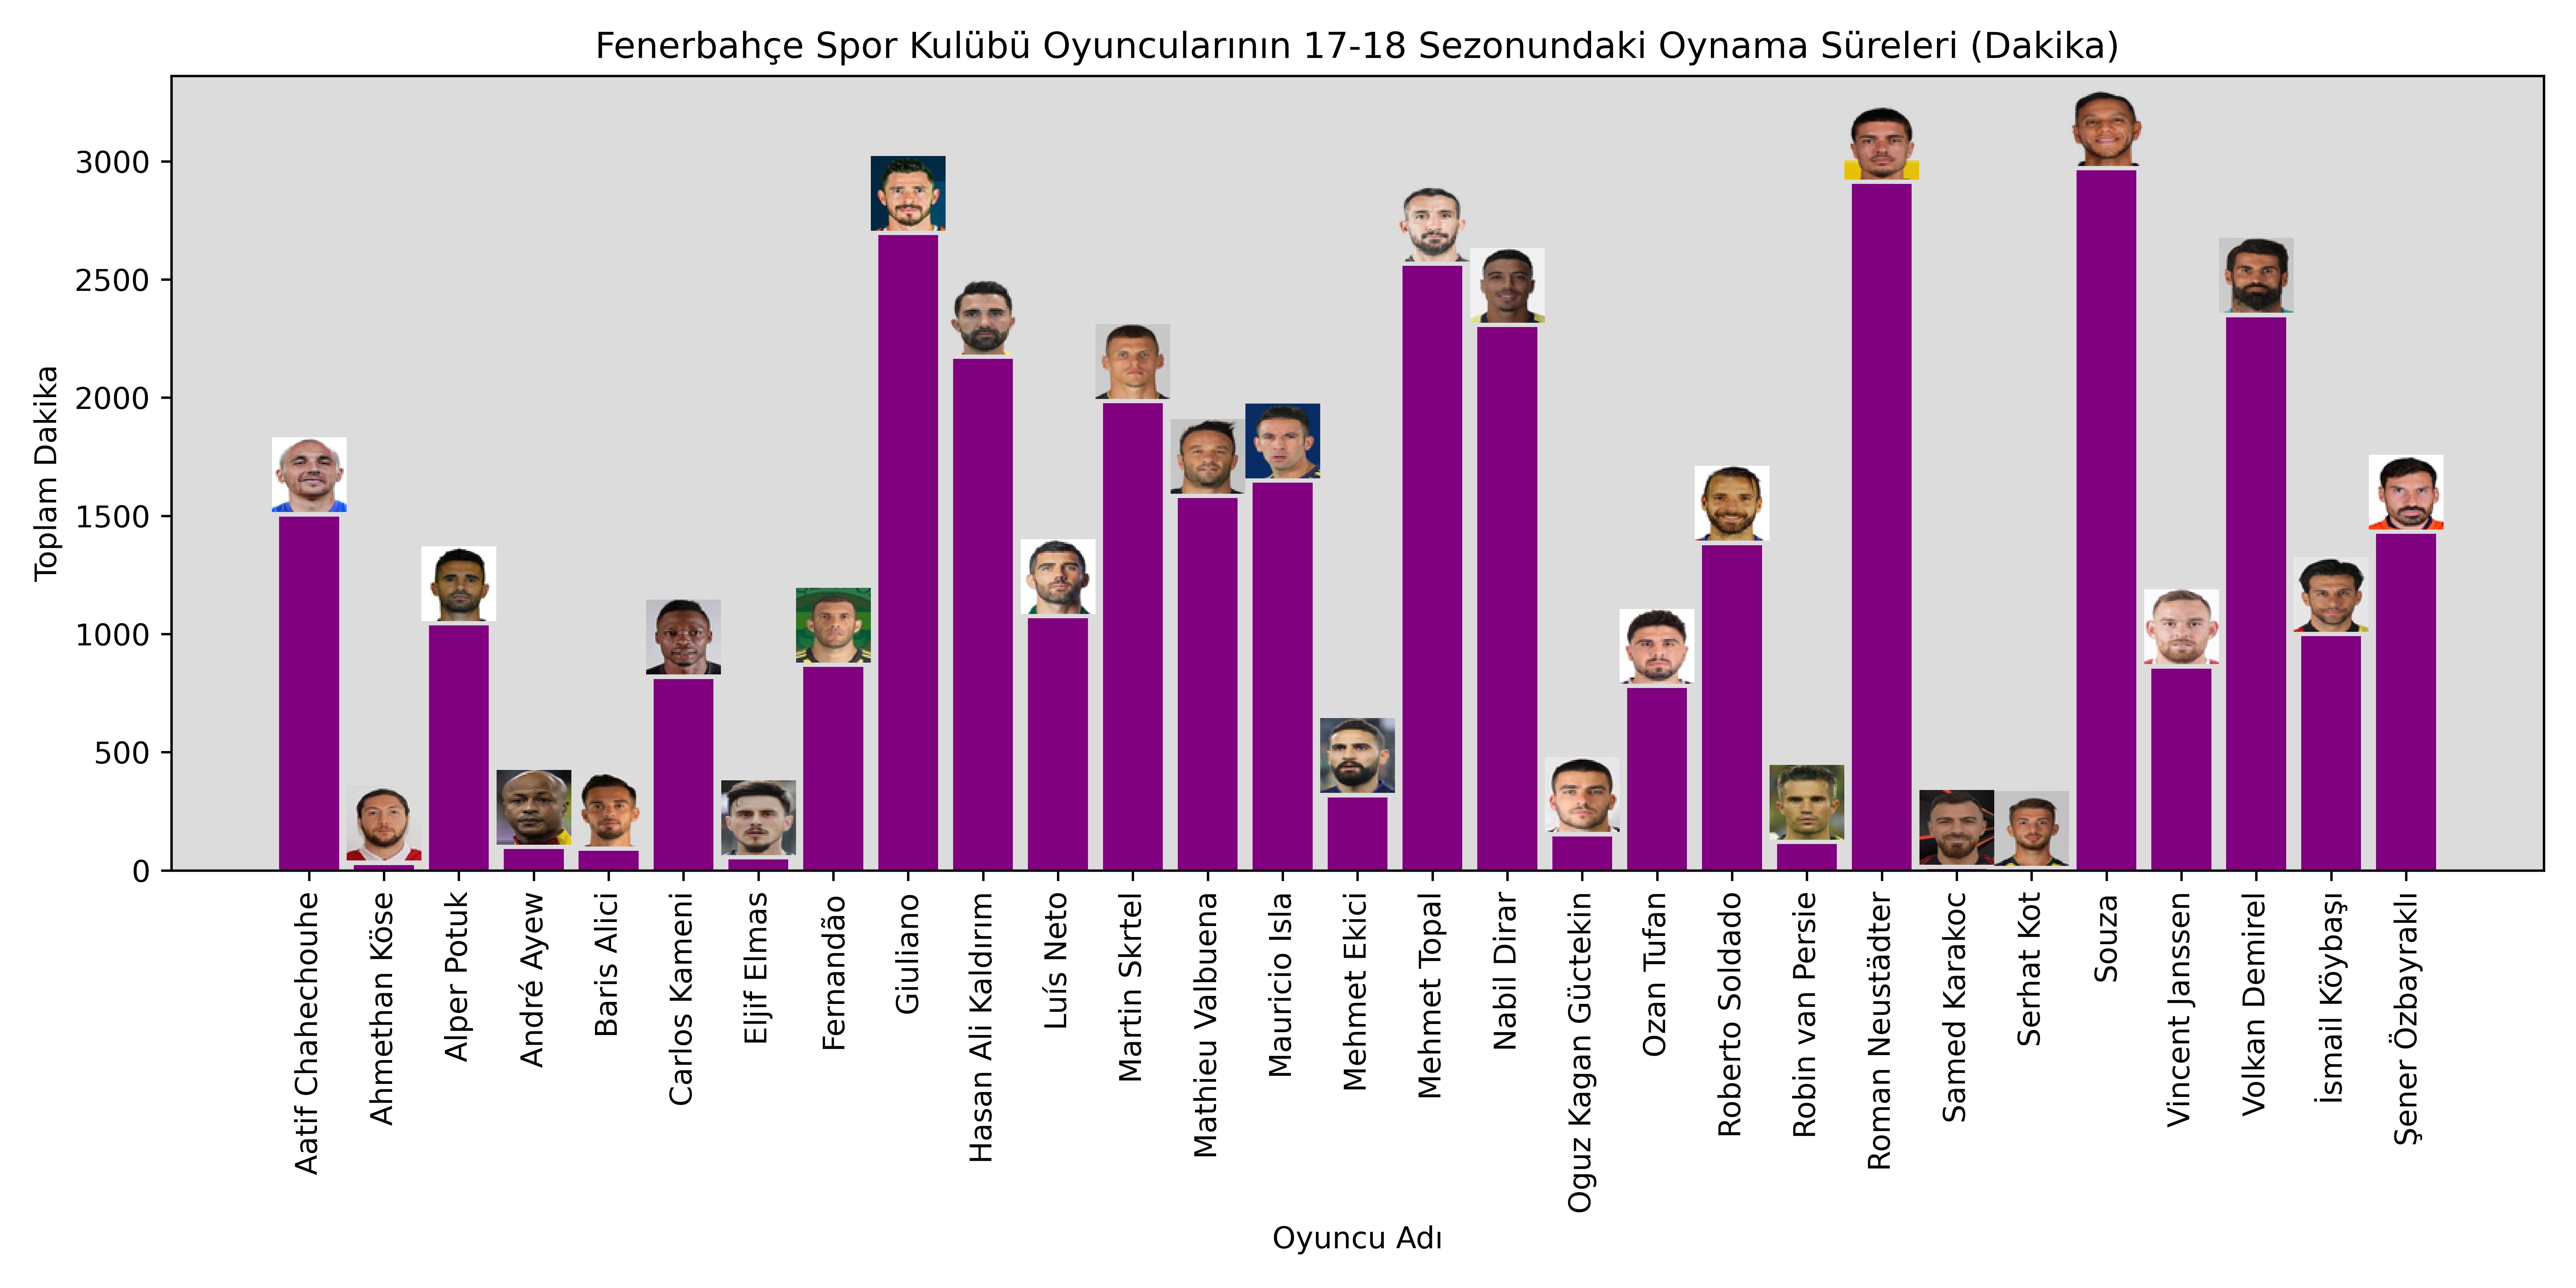 Fenerbahçe Spor Kulübü Oyuncularının 17-18 Sezonundaki Oynama Süreleri (Dakika)
Toplam Dakika
3000
2500
2000
1500
1000
500
0
Aatif Chahechouhe
Ahmethan Köse
Alper Potuk
André Ayew
Baris Alici
Carlos Kameni
Eljif Elmas
Fernandão
Giuliano
Hasan Ali Kaldırım
Luís Neto
Martin Skrtel
Mathieu Valbuena
Mauricio Isla
Mehmet Ekici
Mehmet Topal
Nabil Dirar
Oguz Kagan Güctekin
Ozan Tufan
Roberto Soldado
Robin van Persie
Roman Neustädter
Samed Karakoc
Serhat Kot
Souza
Vincent Janssen
Volkan Demirel
İsmail Köybaşı
Şener Özbayraklı
Oyuncu Adı